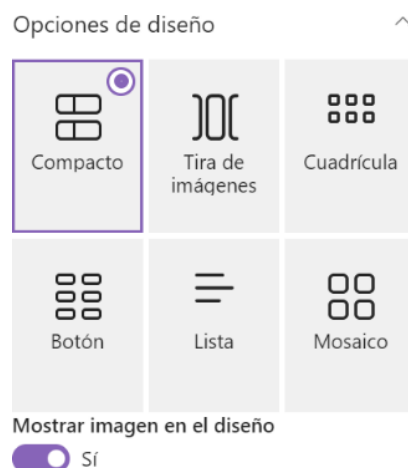 Opciones de diseño
Compacto
Tira de
imágenes
Cuadrícula
Botón
Lista
Mosaico
Mostrar imagen en el diseño
Sí